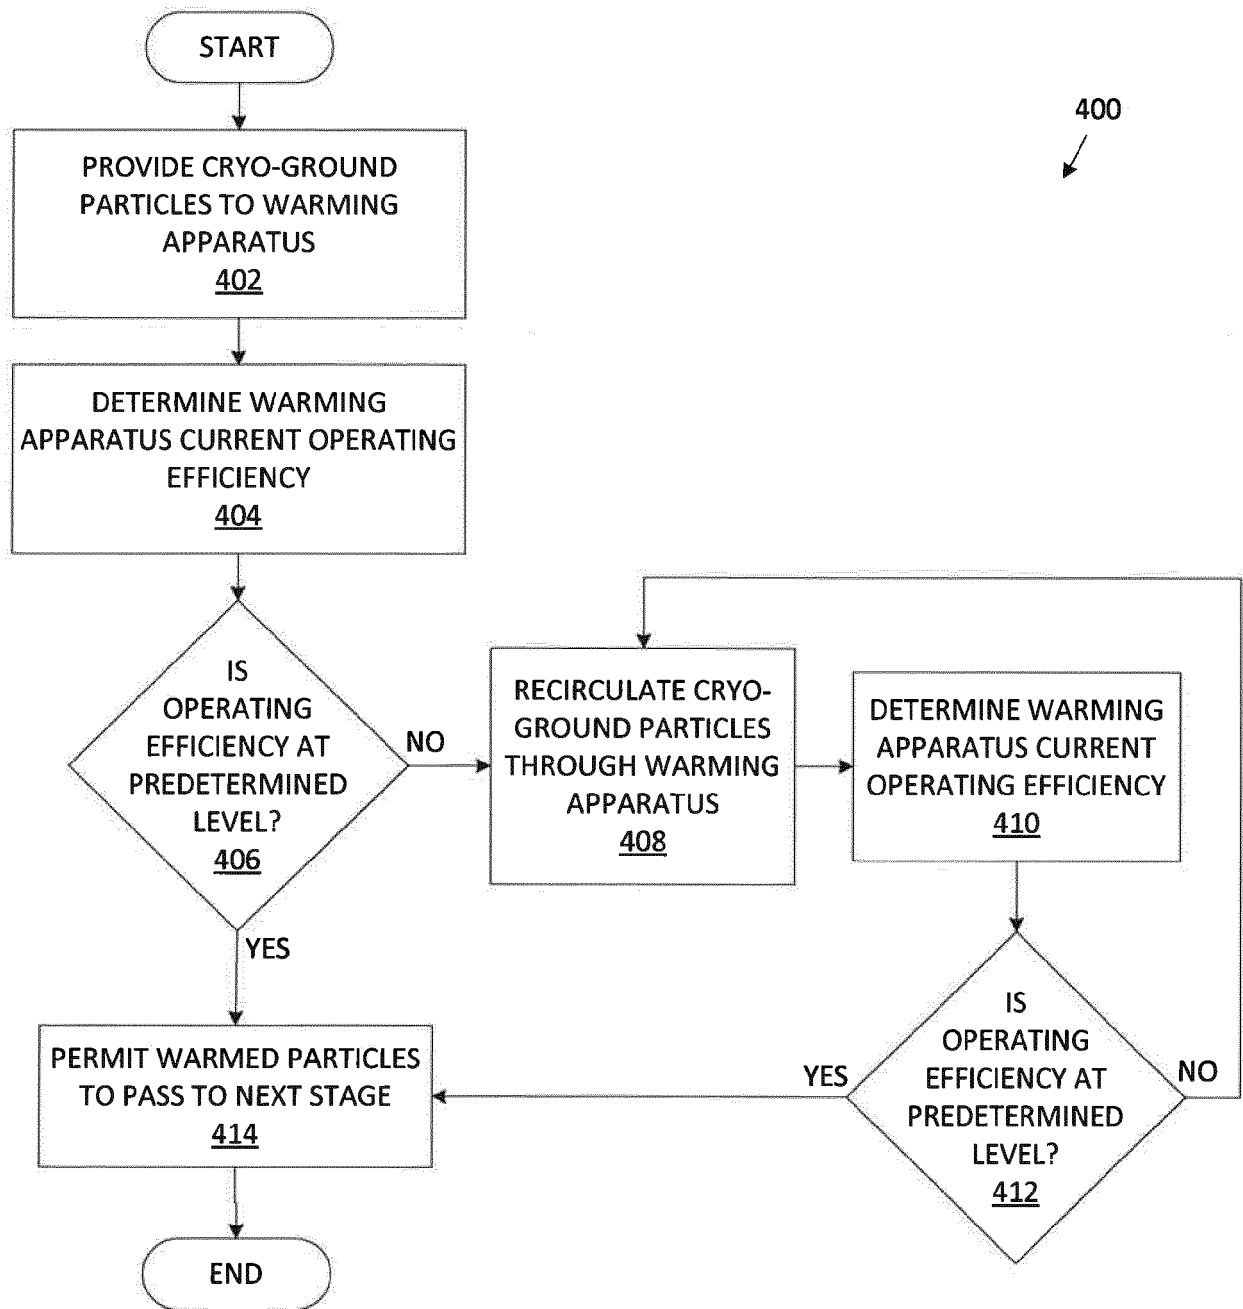 START
400
PROVIDE CRYO-GROUND
PARTICLES TO WARMING
APPARATUS
402
DETERMINE WARMING
APPARATUS CURRENT OPERATING
EFFICIENCY
404
IS
OPERATING
EFFICIENCY AT
PREDETERMINED
LEVEL?
406
NO
YES
RECIRCULATE CRYO-
GROUND PARTICLES
THROUGH WARMING
APPARATUS
408
DETERMINE WARMING
APPARATUS CURRENT
OPERATING EFFICIENCY
410
IS
OPERATING
EFFICIENCY AT
PREDETERMINED
LEVEL?
412
YES
NO
PERMIT WARMED PARTICLES
TO PASS TO NEXT STAGE
414
END